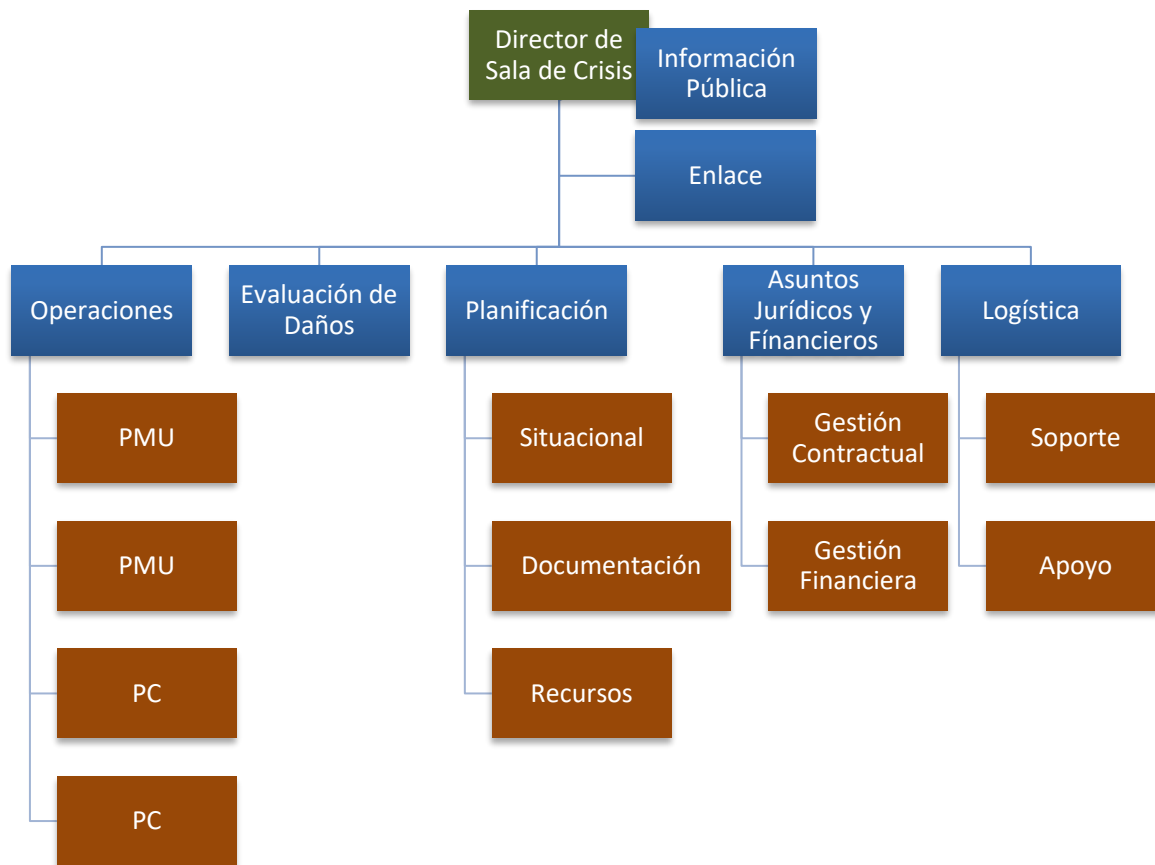 Director de
Sala de Crisis
Información
Pública
Enlace
Operaciones
Evaluación de
Daños
Planificación
Asuntos
Jurídicos y
Fínancieros
Logística
PMU
PMU
PC
PC
Situacional
Documentación
Recursos
Gestión
Contractual
Gestión
Financiera
Soporte
Apoyo